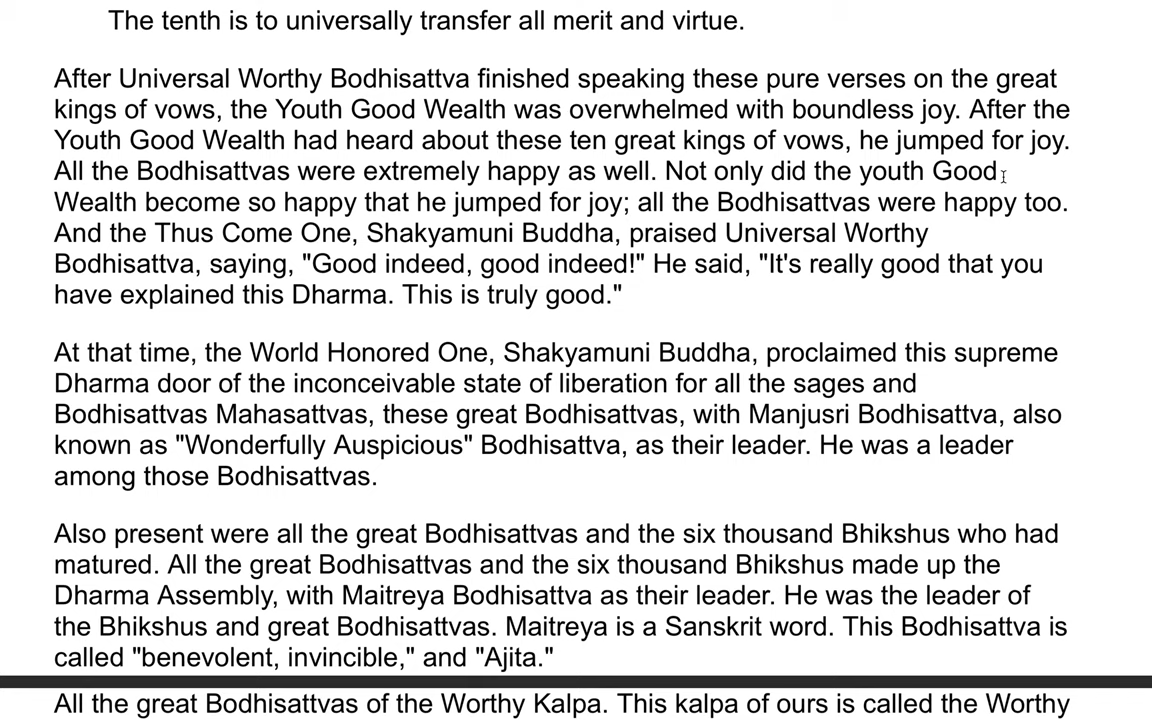 The tenth is to universally transfer all merit and virtue.
After Universal Worthy Bodhisattva finished speaking these pure verses on the great
kings of vows, the Youth Good Wealth was overwhelmed with boundless joy. After the
Youth Good Wealth had heard about these ten great kings of vows, he jumped for joy.
All the Bodhisattvas were extremely happy as well. Not only did the youth Good
Wealth become so happy that he jumped for joy; all the Bodhisattvas were happy too.
And the Thus Come One, Shakyamuni Buddha, praised Universal Worthy
Bodhisattva, saying, "Good indeed, good indeed!" He said, "It's really good that you
have explained this Dharma. This is truly good."
At that time, the World Honored One, Shakyamuni Buddha, proclaimed this supreme
Dharma door of the inconceivable state of liberation for all the sages and
Bodhisattvas Mahasattvas, these great Bodhisattvas, with Manjusri Bodhisattva, also
known as "Wonderfully Auspicious" Bodhisattva, as their leader. He was a leader
among those Bodhisattvas.
Also present were all the great Bodhisattvas and the six thousand Bhikshus who had
matured. All the great Bodhisattvas and the six thousand Bhikshus made up the
Dharma Assembly, with Maitreya Bodhisattva as their leader. He was the leader of
the Bhikshus and great Bodhisattvas. Maitreya is a Sanskrit word. This Bodhisattva is
called "benevolent, invincible," and "Ajita."
All the great Bodhisattvas of the Worthy Kalpa. This kalpa of ours is called the Worthy